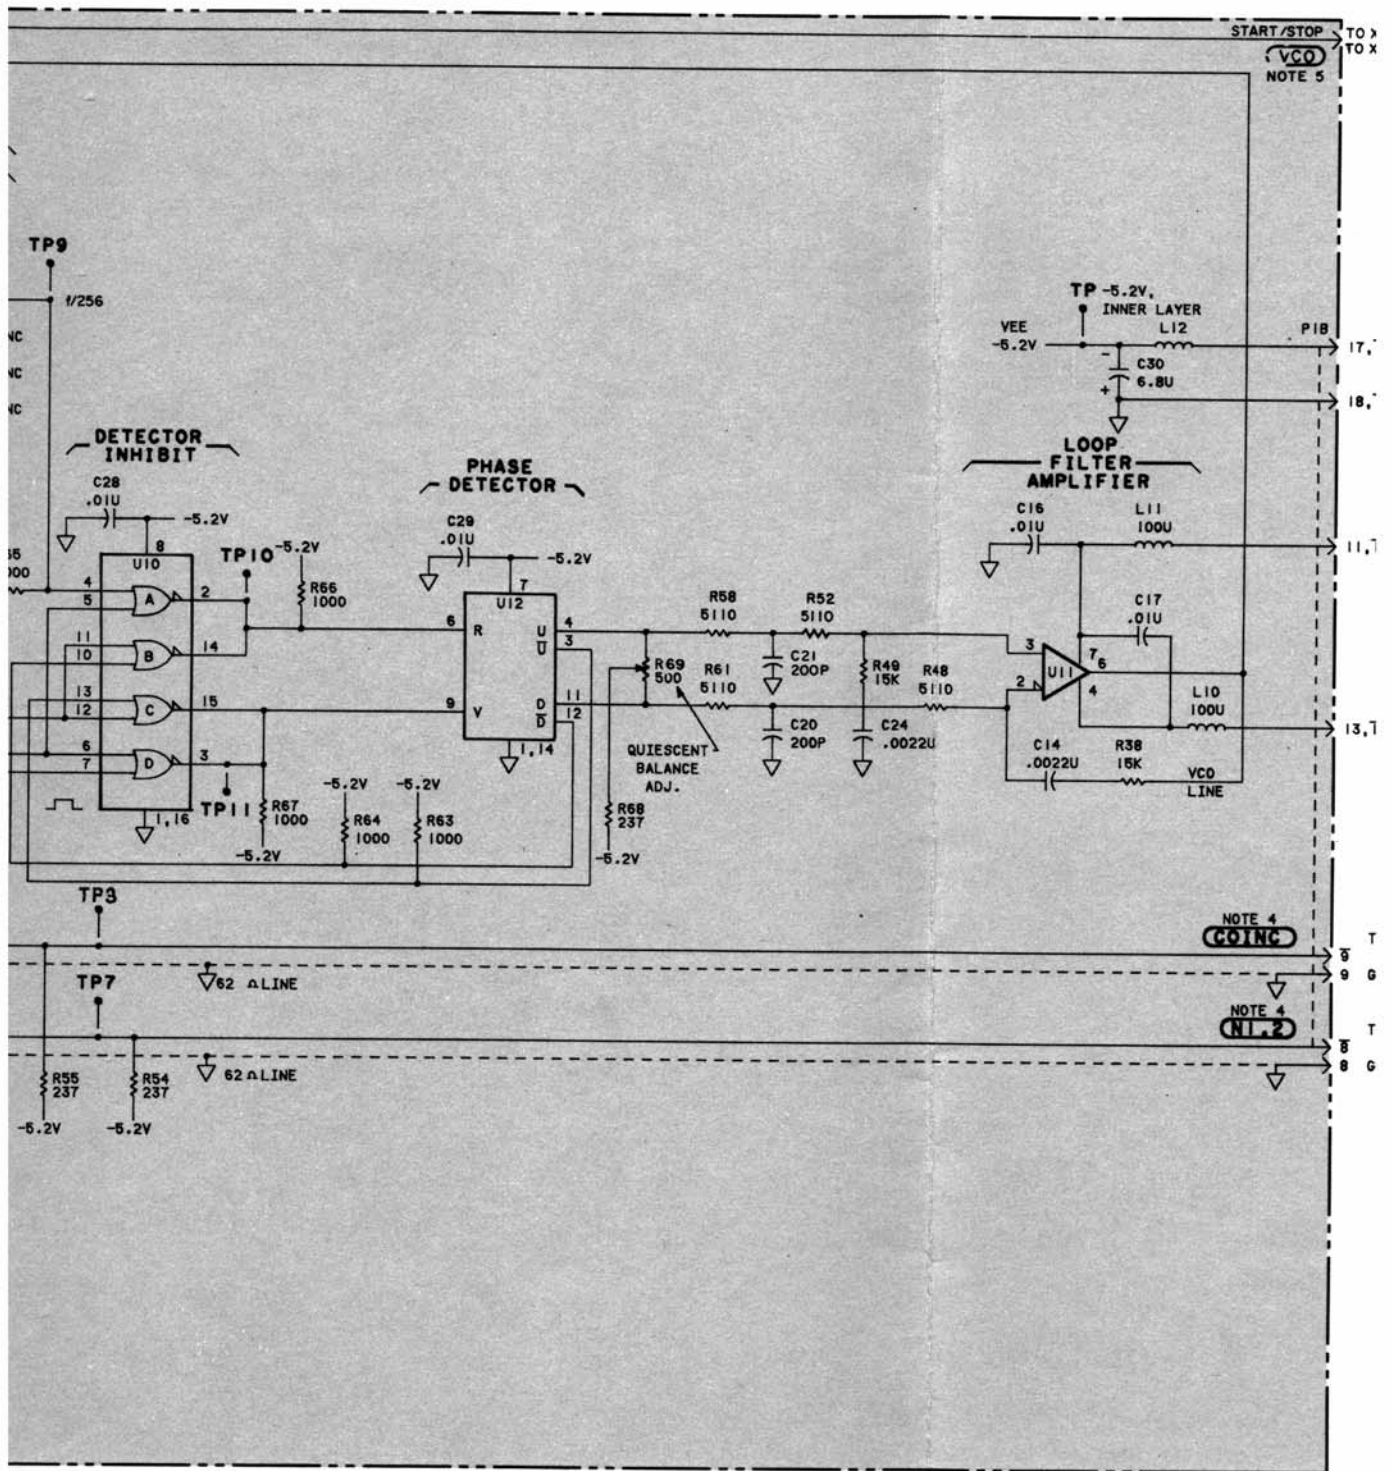 START/STOP
TO X
TO X
VCO
NOTE 5
TP9
f/256
NC
NC
NC
TP -5.2V,
INNER LAYER
VEE
-5.2V
L12
P1B
17,
C30
6.8U
-
+
18,
DETECTOR
INHIBIT
C28
.01U
-5.2V
PHASE
DETECTOR
C29
.01U
-5.2V
LOOP
FILTER
AMPLIFIER
C16
.01U
L11
100U
11,
8
U10
TP10
-5.2V
R66
1000
4
5
A
2
11
10
B
14
13
12
C
15
6
7
D
3
1,16
TP11
R67
1000
-5.2V
7
U12
6
R
U
4
U̅
3
9
V
D
11
D̅
12
1,14
-5.2V
R64
1000
-5.2V
R63
1000
R69
500
QUIESCENT
BALANCE
ADJ.
R68
237
-5.2V
R58
5110
R52
5110
C21
200P
R61
5110
R49
15K
R48
5110
C20
200P
C24
.0022U
C17
.01U
3
2
U11
7
6
4
L10
100U
13,
C14
.0022U
R38
15K
VCO
LINE
TP3
NOTE 4
COINC
T
9̅
9 G
62 Ω LINE
TP7
NOTE 4
N1.2
T
8̅
8 G
62 Ω LINE
R55
237
R54
237
-5.2V
-5.2V